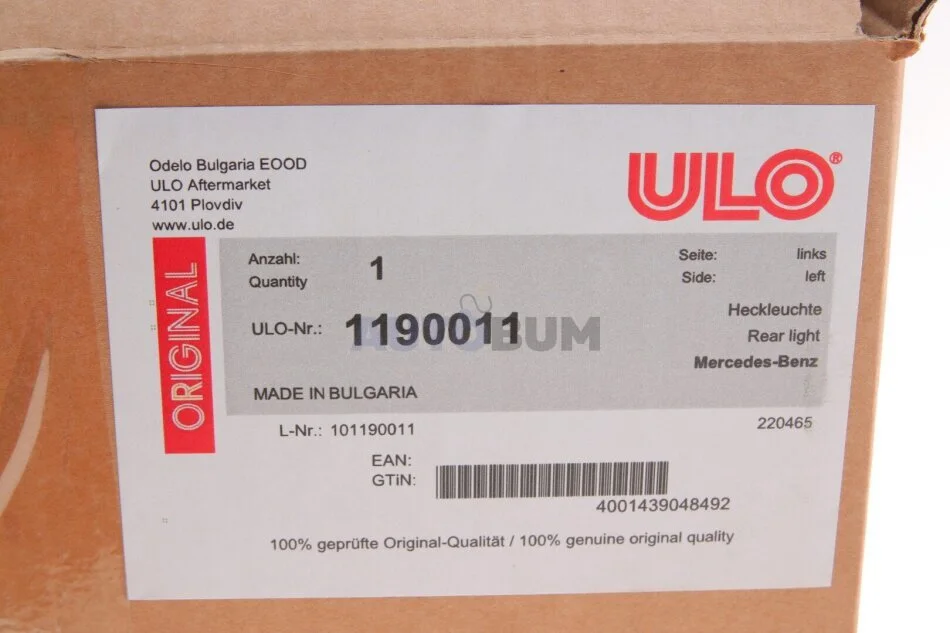 Odelo Bulgaria EOOD
ULO Aftermarket
4101 Plovdiv
www.ulo.de
ULO®
ORIGINAL
Anzahl: 1
Quantity
Seite: links
Side: left
ULO-Nr.: 1190011
Heckleuchte
Rear light
Mercedes-Benz
AUTOBUM
MADE IN BULGARIA
L-Nr.: 101190011
220465
EAN:
GTiN:
4001439048492
100% geprüfte Original-Qualität / 100% genuine original quality